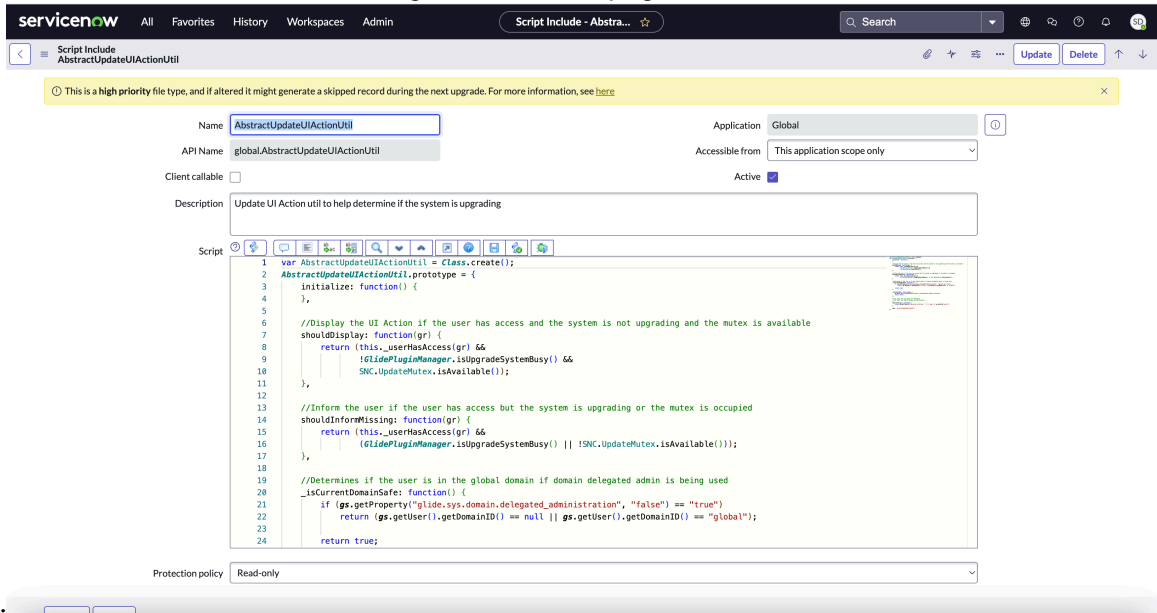 servicenow All Favorites History Workspaces Admin Script Include - Abstra... Search SD
Script Include
AbstractUpdateUIActionUtil Update Delete
This is a high priority file type, and if altered it might generate a skipped record during the next upgrade. For more information, see here
Name AbstractUpdateUIActionUtil Application Global
API Name global.AbstractUpdateUIActionUtil Accessible from This application scope only
Client callable Active
Description Update UI Action util to help determine if the system is upgrading
Script
1 var AbstractUpdateUIActionUtil = Class.create();
2 AbstractUpdateUIActionUtil.prototype = {
3 initialize: function() {
4 },
5
6 //Display the UI Action if the user has access and the system is not upgrading and the mutex is available
7 shouldDisplay: function(gr) {
8 return (this._userHasAccess(gr) &&
9 !GlidePluginManager.isUpgradeSystemBusy() &&
10 SNC.UpdateMutex.isAvailable());
11 },
12
13 //Inform the user if the user has access but the system is upgrading or the mutex is occupied
14 shouldInformMissing: function(gr) {
15 return (this._userHasAccess(gr) &&
16 (GlidePluginManager.isUpgradeSystemBusy() || !SNC.UpdateMutex.isAvailable()));
17 },
18
19 //Determines if the user is in the global domain if domain delegated admin is being used
20 _isCurrentDomainSafe: function() {
21 if (gs.getProperty("glide.sys.domain.delegated_administration", "false") == "true")
22 return (gs.getUser().getDomainID() == null || gs.getUser().getDomainID() == "global");
23
24 return true;
Protection policy Read-only